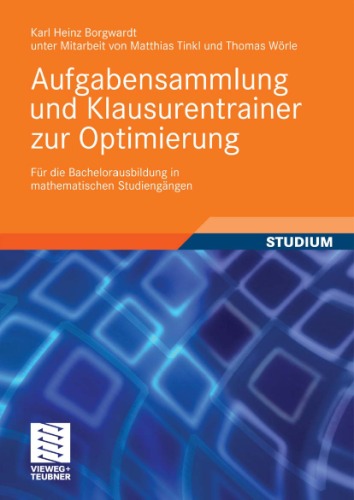 Karl Heinz Borgwardt
unter Mitarbeit von Matthias Tinkl und Thomas Wörle
Aufgabensammlung
und Klausurentrainer
zur Optimierung
Für die Bachelorausbildung in
mathematischen Studiengängen
STUDIUM
VIEWEG+
TEUBNER